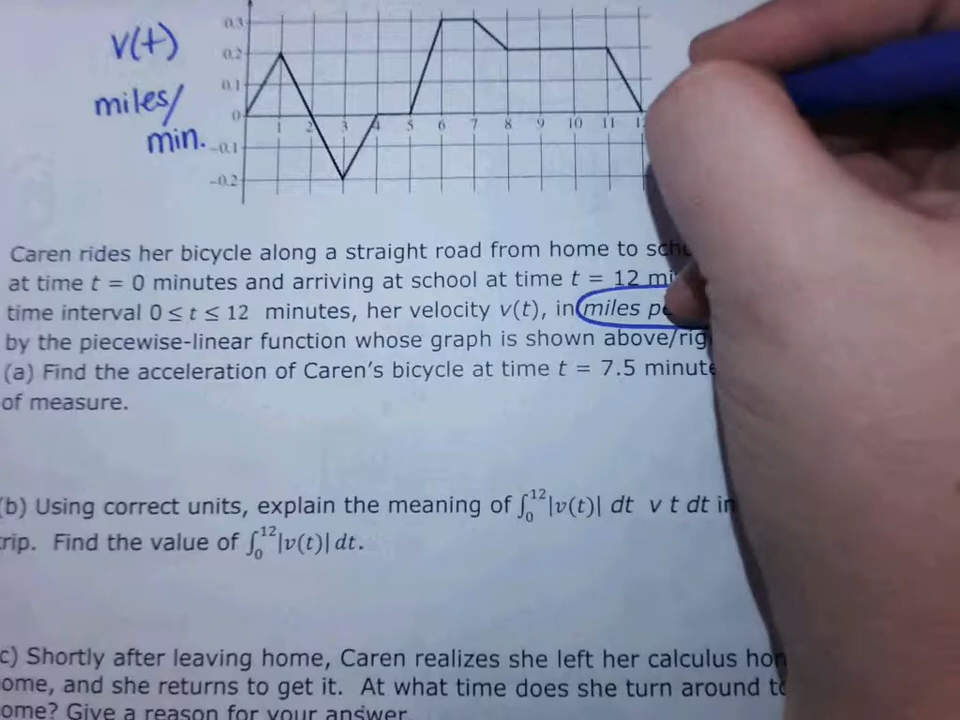 v(t)
miles/
min.
0.3
0.2
0.1
0
-0.1
-0.2
1 2 3 4 5 6 7 8 9 10 11
Caren rides her bicycle along a straight road from home to
at time t = 0 minutes and arriving at school at time t = 12
time interval 0 ≤ t ≤ 12 minutes, her velocity v(t), in miles
by the piecewise-linear function whose graph is shown above/
(a) Find the acceleration of Caren's bicycle at time t = 7.5
of measure.
(b) Using correct units, explain the meaning of ∫₀¹²|v(t)| dt v t dt in
rip. Find the value of ∫₀¹²|v(t)| dt.
c) Shortly after leaving home, Caren realizes she left her calculus
ome, and she returns to get it. At what time does she turn around
ome? Give a reason for your answer